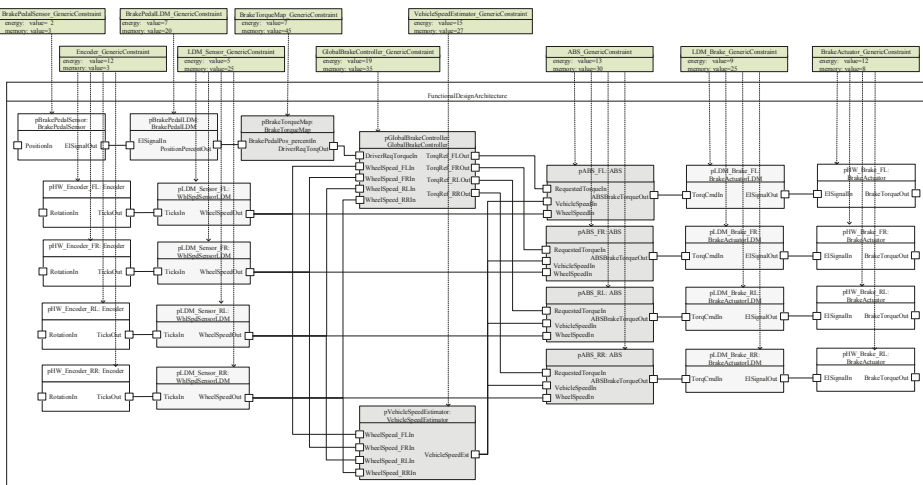 BrakePedalSensor_GenericConstraint
energy: value= 2
memory: value=3
BrakePedalLDM_GenericConstraint
energy: value=7
memory: value=20
BrakeTorqueMap_GenericConstraint
energy: value=7
memory: value=45
VehicleSpeedEstimator_GenericConstraint
energy: value=15
memory: value=27
Encoder_GenericConstraint
energy: value=12
memory: value=3
LDM_Sensor_GenericConstraint
energy: value=5
memory: value=25
GlobalBrakeController_GenericConstraint
energy: value=19
memory: value=35
ABS_GenericConstraint
energy: value=13
memory: value=30
LDM_Brake_GenericConstraint
energy: value=9
memory: value=25
BrakeActuator_GenericConstraint
energy: value=12
memory: value=8
FunctionalDesignArchitecture
pBrakePedalSensor:
BrakePedalSensor
PositionIn
ElSignalOut
pBrakePedalLDM:
BrakePedalLDM
ElSignalIn
PositionPercentOut
pBrakeTorqueMap:
BrakeTorqueMap
BrakePedalPos_percentIn
DriverReqTorqOut
pGlobalBrakeController:
GlobalBrakeController
DriverReqTorqueIn
WheelSpeed_FLIn
WheelSpeed_FRIn
WheelSpeed_RLIn
WheelSpeed_RRIn
TorqRef_FLOut
TorqRef_FROut
TorqRef_RLOut
TorqRef_RROut
pHW_Encoder_FL: Encoder
RotationIn
TicksOut
pLDM_Sensor_FL:
WhlSpdSensorLDM
TicksIn
WheelSpeedOut
pABS_FL: ABS
RequestedTorqueIn
ABSBrakeTorqueOut
VehicleSpeedIn
WheelSpeedIn
pLDM_Brake_FL:
BrakeActuatorLDM
TorqCmdIn
ElSignalOut
pHW_Brake_FL:
BrakeActuator
ElSignalIn
BrakeTorqueOut
pHW_Encoder_FR: Encoder
RotationIn
TicksOut
pLDM_Sensor_FR:
WhlSpdSensorLDM
TicksIn
WheelSpeedOut
pABS_FR: ABS
RequestedTorqueIn
ABSBrakeTorqueOut
VehicleSpeedIn
WheelSpeedIn
pLDM_Brake_FR:
BrakeActuatorLDM
TorqCmdIn
ElSignalOut
pHW_Brake_FR:
BrakeActuator
ElSignalIn
BrakeTorqueOut
pHW_Encoder_RL: Encoder
RotationIn
TicksOut
pLDM_Sensor_RL:
WhlSpdSensorLDM
TicksIn
WheelSpeedOut
pABS_RL: ABS
RequestedTorqueIn
ABSBrakeTorqueOut
VehicleSpeedIn
WheelSpeedIn
pLDM_Brake_RL:
BrakeActuatorLDM
TorqCmdIn
ElSignalOut
pHW_Brake_RL:
BrakeActuator
ElSignalIn
BrakeTorqueOut
pHW_Encoder_RR: Encoder
RotationIn
TicksOut
pLDM_Sensor_RR:
WhlSpdSensorLDM
TicksIn
WheelSpeedOut
pABS_RR: ABS
RequestedTorqueIn
ABSBrakeTorqueOut
VehicleSpeedIn
WheelSpeedIn
pLDM_Brake_RR:
BrakeActuatorLDM
TorqCmdIn
ElSignalOut
pHW_Brake_RL:
BrakeActuator
ElSignalIn
BrakeTorqueOut
pVehicleSpeedEstimator:
VehicleSpeedEstimator
WheelSpeed_FLIn
WheelSpeed_FRIn
WheelSpeed_RLIn
WheelSpeed_RRIn
VehicleSpeedEst